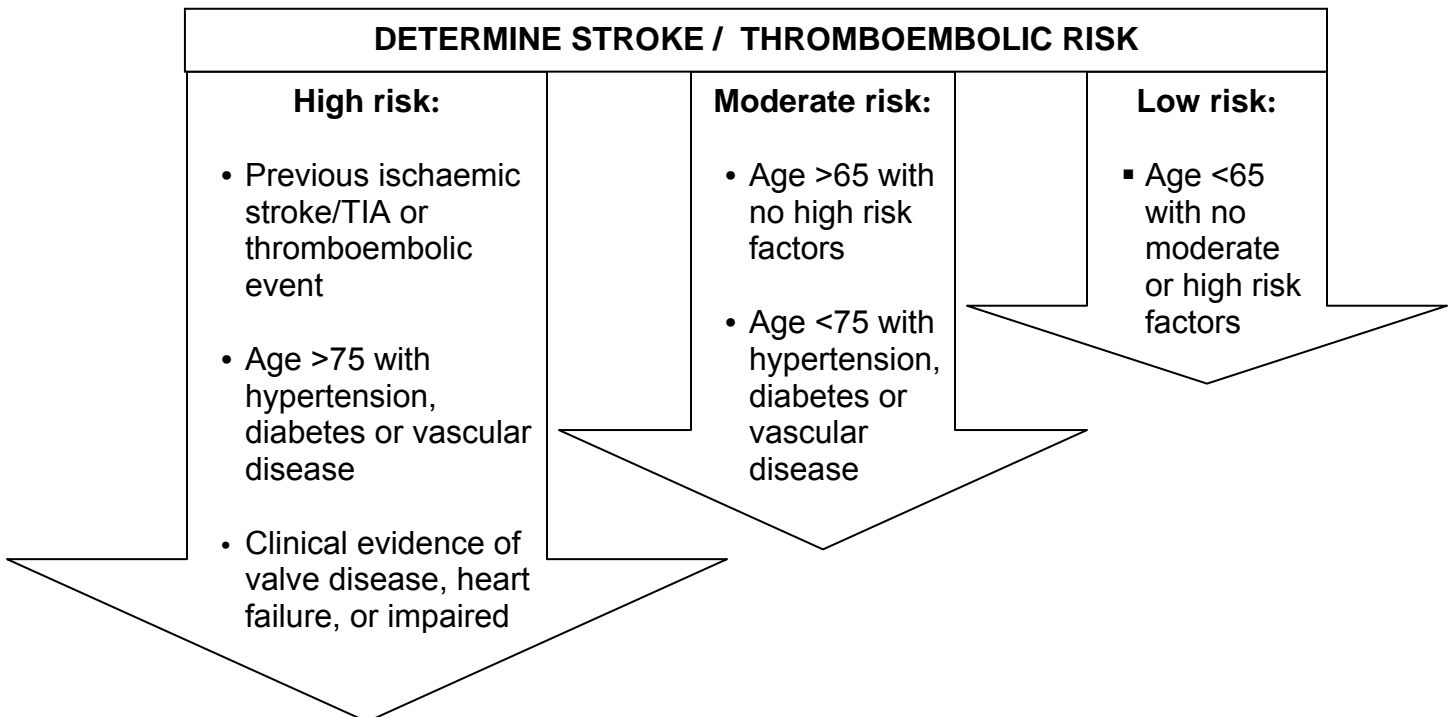 DETERMINE STROKE / THROMBOEMBOLIC RISK
High risk:
• Previous ischaemic
stroke/TIA or
thromboembolic
event
• Age >75 with
hypertension,
diabetes or vascular
disease
• Clinical evidence of
valve disease, heart
failure, or impaired
Moderate risk:
• Age >65 with
no high risk
factors
• Age <75 with
hypertension,
diabetes or
vascular
disease
Low risk:
▪ Age <65
with no
moderate
or high risk
factors